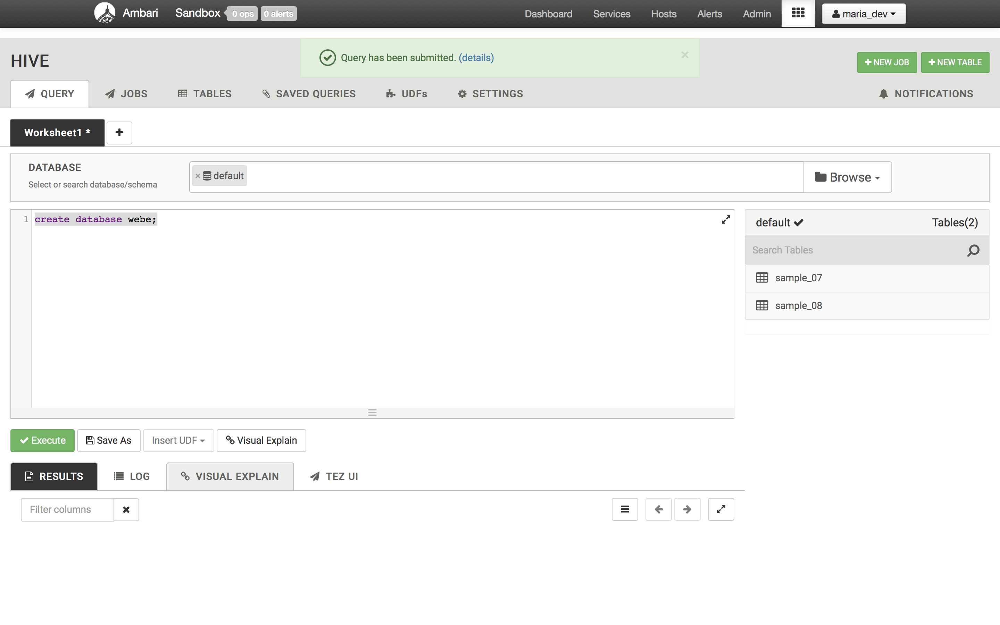 Ambari Sandbox 0 ops 0 alerts Dashboard Services Hosts Alerts Admin maria_dev
HIVE
Query has been submitted. (details) ×
NEW JOB NEW TABLE
QUERY JOBS TABLES SAVED QUERIES UDFs SETTINGS NOTIFICATIONS
Worksheet1 *
DATABASE
Select or search database/schema
× default
Browse
1 create database webe;
default Tables(2)
Search Tables
sample_07
sample_08
Execute Save As Insert UDF Visual Explain
RESULTS LOG VISUAL EXPLAIN TEZ UI
Filter columns